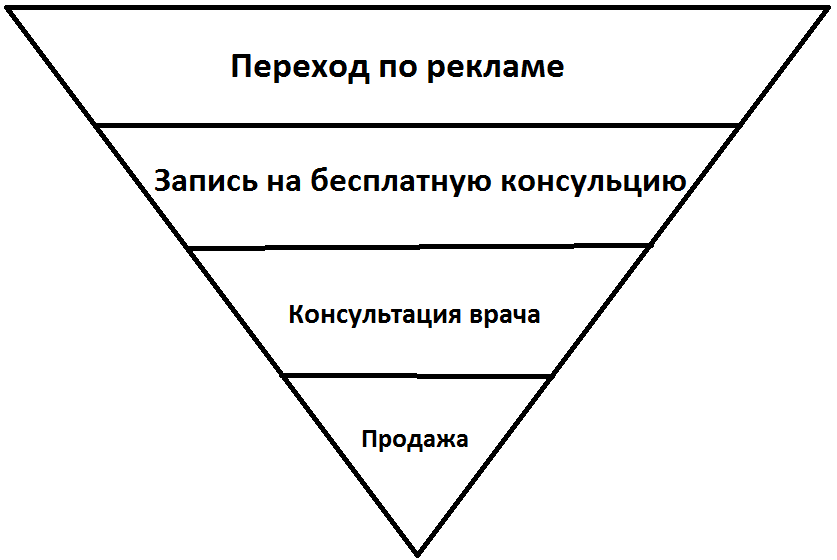 Переход по рекламе
Запись на бесплатную консульцию
Консультация врача
Продажа